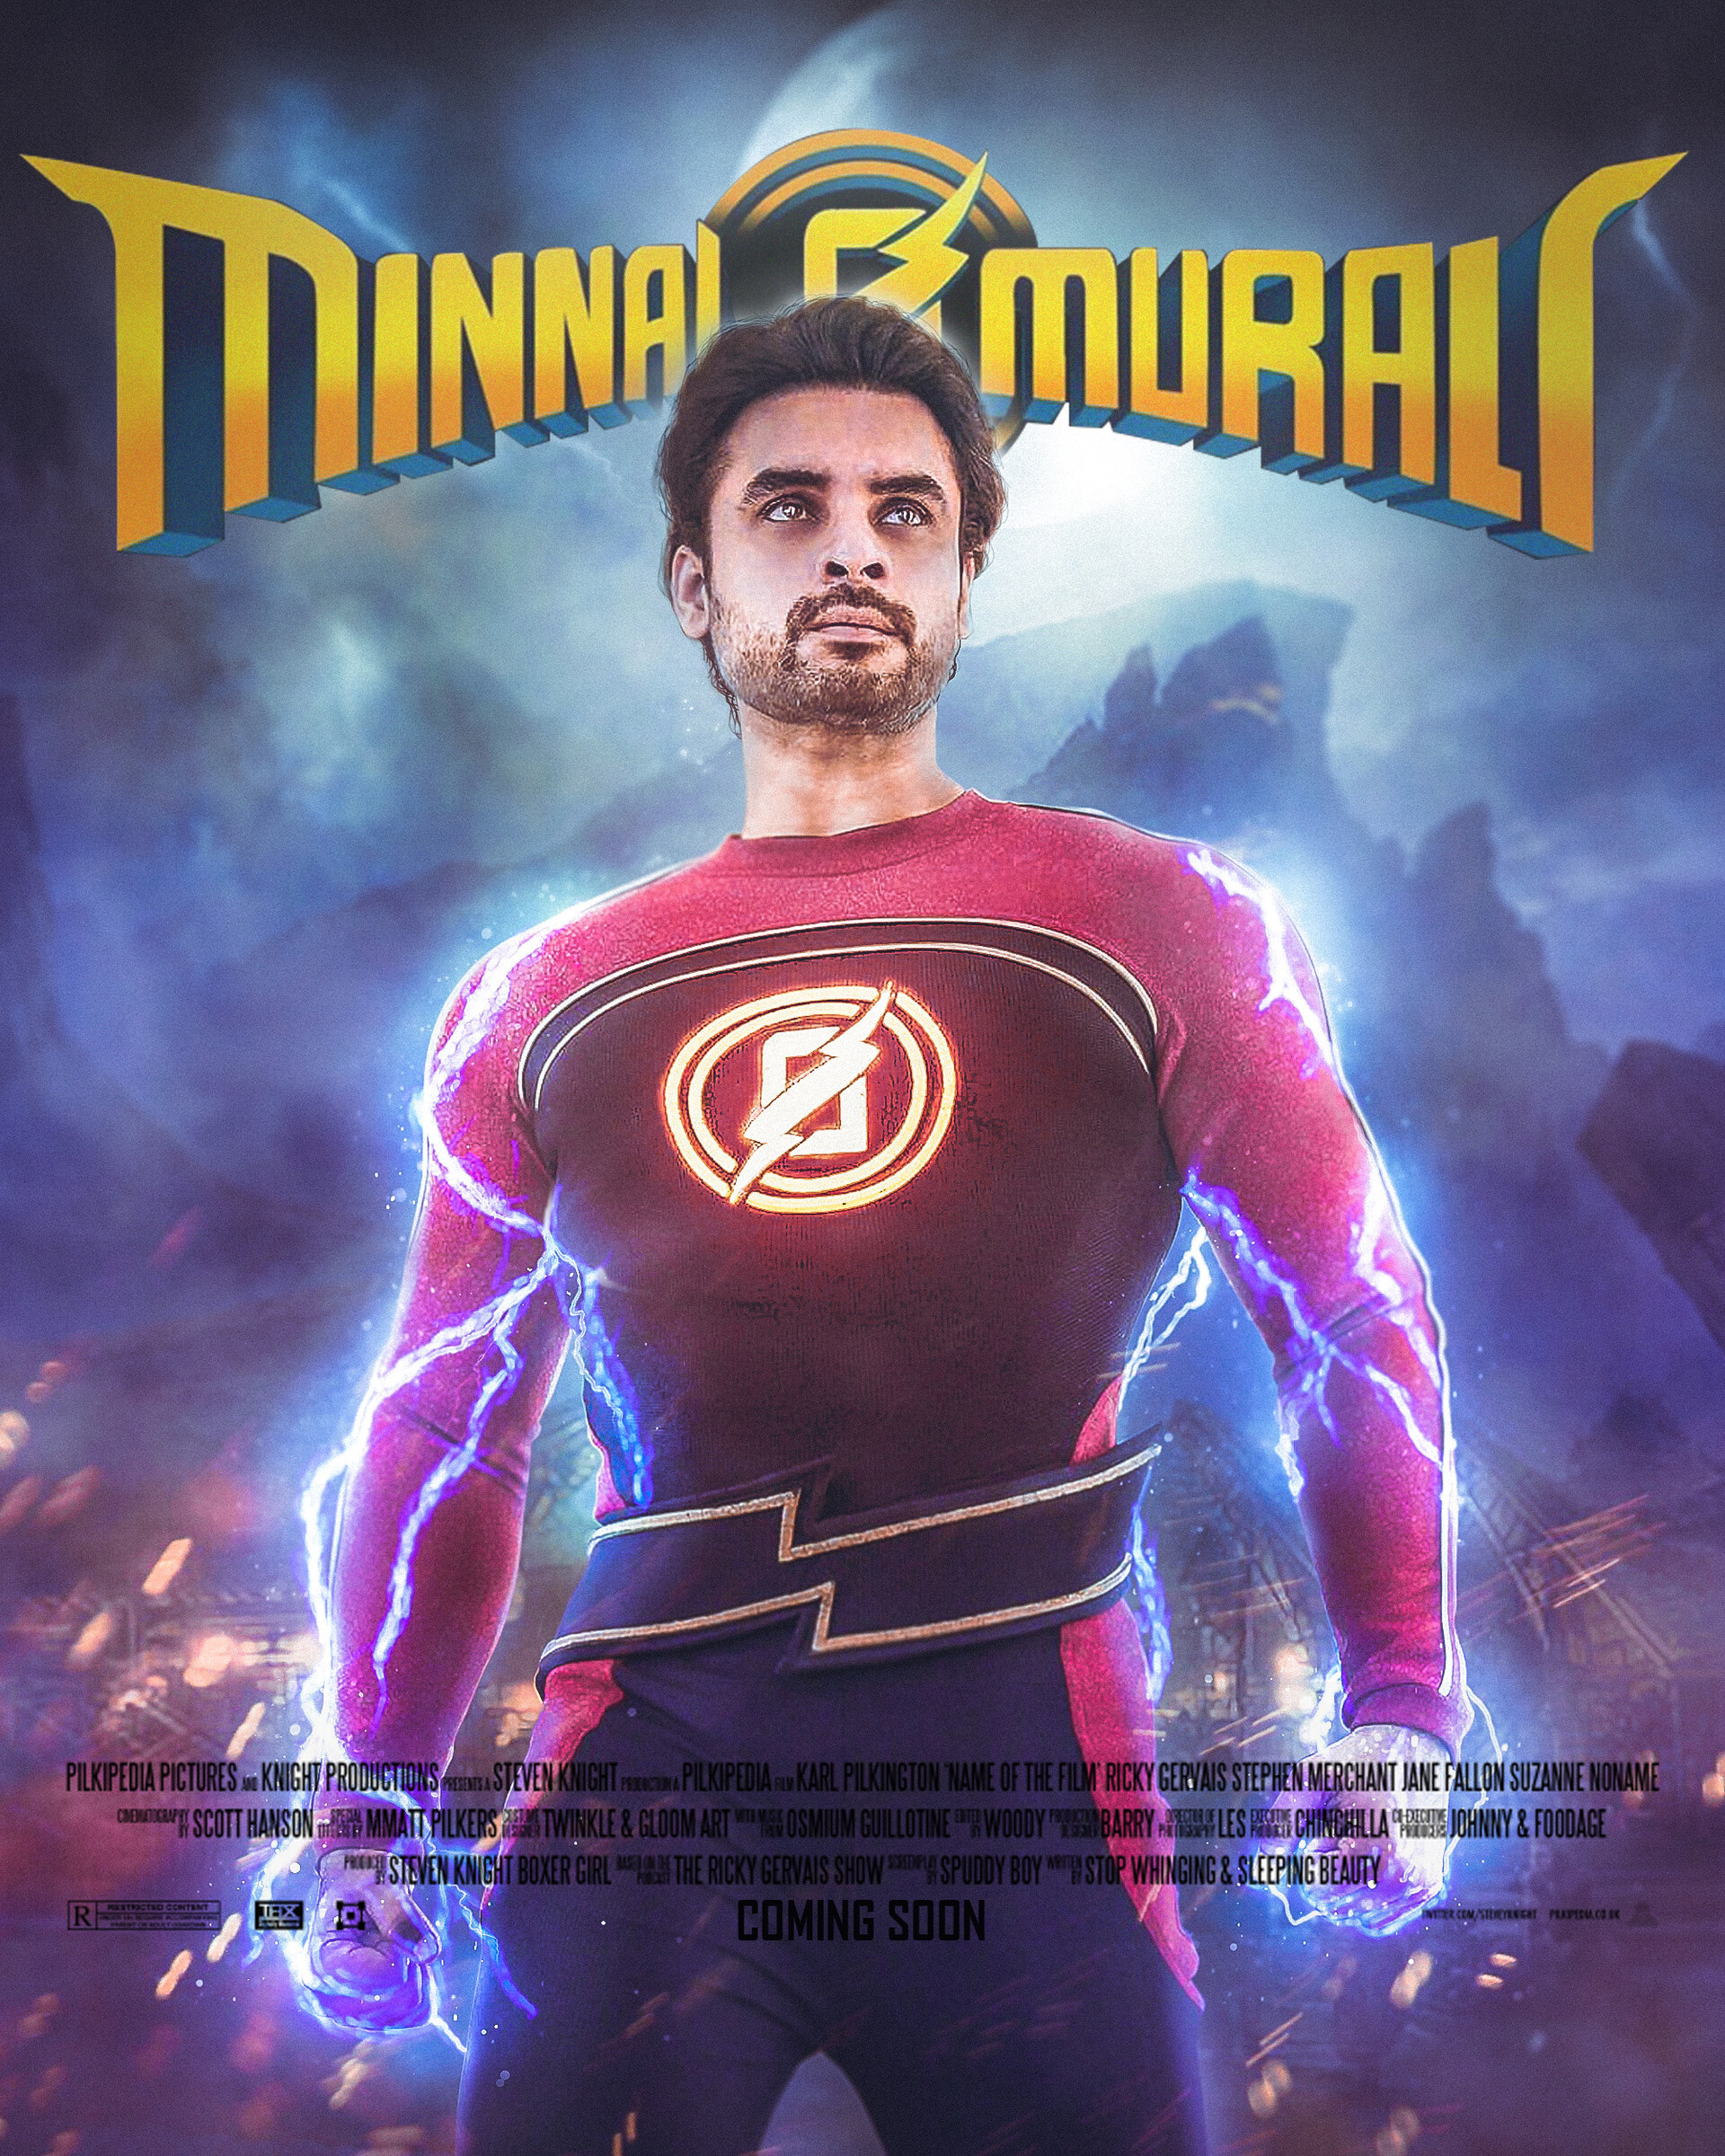 MINNAL MURALI
PILKIPEDIA PICTURES AND KNIGHT PRODUCTIONS PRESENTS A STEVEN KNIGHT PRODUCTION A PILKIPEDIA FILM KARL PILKINGTON 'NAME OF THE FILM' RICKY GERVAIS STEPHEN MERCHANT JANE FALLON SUZANNE NONAME
CINEMATOGRAPHY BY SCOTT HANSON SPECIAL EFFECTS BY MMATT PILKERS COSTUME DESIGNER TWINKLE & GLOOM ART WITH MUSIC FROM OSMIUM GUILLOTINE EDITED BY WOODY PRODUCTION DESIGNER BARRY DIRECTOR OF PHOTOGRAPHY LES EXECUTIVE PRODUCER CHINCHILLA CO-EXECUTIVE PRODUCERS JOHNNY & FOODAGE
PRODUCED BY STEVEN KNIGHT BOXER GIRL BASED ON THE PODCAST THE RICKY GERVAIS SHOW SCREENPLAY BY SPUDDY BOY WRITTEN BY STOP WHINGING & SLEEPING BEAUTY
R RESTRICTED CONTENT
COMING SOON
TWITTER.COM/STEVEYKNIGHT PILKIPEDIA.CO.UK